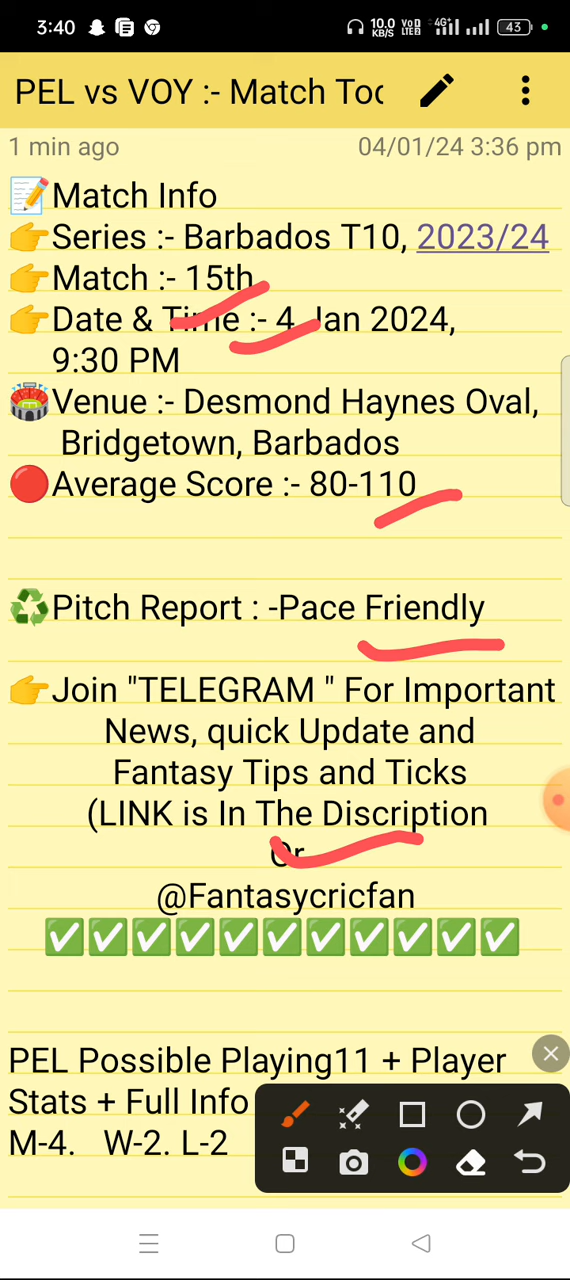 3:40 10.0 KB/S VoD LTE2 4G+ 43
PEL vs VOY :- Match Too
1 min ago 04/01/24 3:36 pm
📝Match Info
👉Series :- Barbados T10, 2023/24
👉Match :- 15th
👉Date & Time :- 4 Jan 2024,
9:30 PM
🏟Venue :- Desmond Haynes Oval,
Bridgetown, Barbados
🔴Average Score :- 80-110
♻️Pitch Report : -Pace Friendly
👉Join "TELEGRAM " For Important
News, quick Update and
Fantasy Tips and Ticks
(LINK is In The Discription
Or
@Fantasycricfan
✅✅✅✅✅✅✅✅✅✅✅
PEL Possible Playing11 + Player
Stats + Full Info
M-4. W-2. L-2